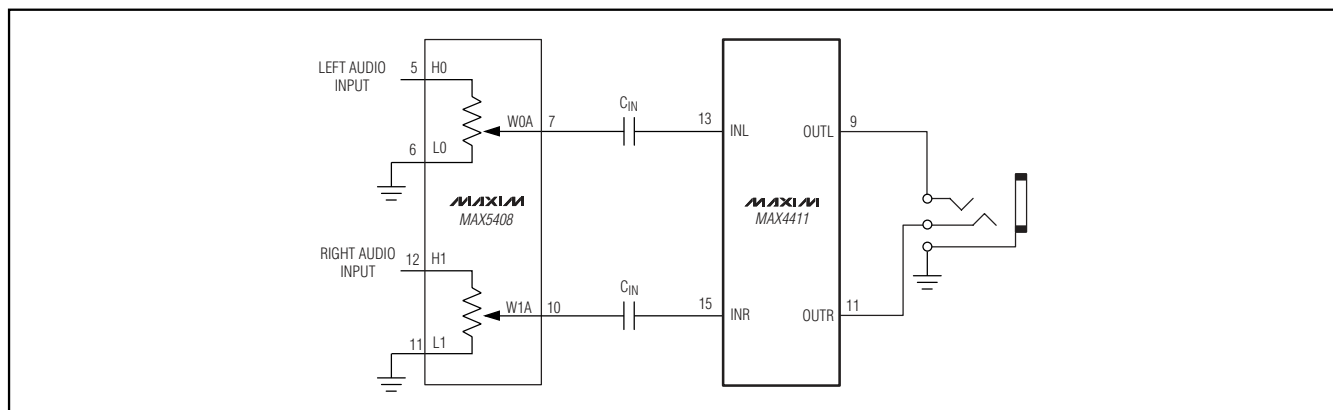 LEFT AUDIO
INPUT
5
H0
W0A
7
6
L0
MAXIM
MAX5408
RIGHT AUDIO
INPUT
12
H1
W1A
10
11
L1
CIN
CIN
13
INL
OUTL
9
MAXIM
MAX4411
15
INR
OUTR
11